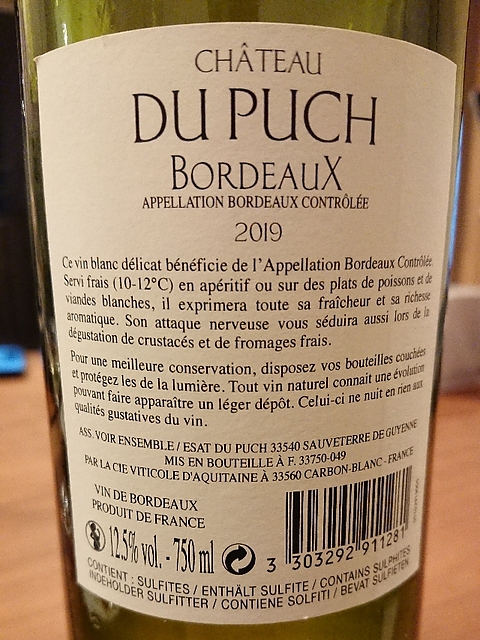 CHÂTEAU
DU PUCH
BORDEAUX
APPELLATION BORDEAUX CONTRÔLÉE
2019
Ce vin blanc délicat bénéficie de l'Appellation Bordeaux Contrôlée.
Servi frais (10-12°C) en apéritif ou sur des plats de poissons et de
viandes blanches, il exprimera toute sa fraîcheur et sa richesse
aromatique. Son attaque nerveuse vous séduira aussi lors de la
dégustation de crustacés et de fromages frais.
Pour une meilleure conservation, disposez vos bouteilles couchées
et protégez les de la lumière. Tout vin naturel connait une évolution
pouvant faire apparaître un léger dépôt. Celui-ci ne nuit en rien aux
qualités gustatives du vin.
ASS. VOIR ENSEMBLE / ESAT DU PUCH 33540 SAUVETERRE DE GUYENNE
MIS EN BOUTEILLE À F. 33750-049
PAR LA CIE VITICOLE D'AQUITAINE À 33560 CARBON-BLANC - FRANCE
VIN DE BORDEAUX
PRODUIT DE FRANCE
12.5% vol. - 750 ml
3 303292 911281
CONTIENT : SULFITES / ENTHÄLT SULFITE / CONTAINS SULPHITES
INDEHOLDER SULFITTER / CONTIENE SOLFITI / BEVAT SULFIETEN